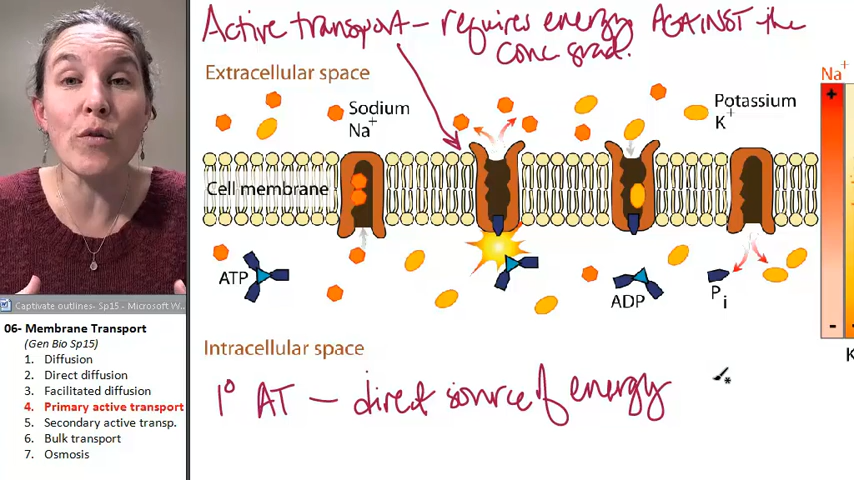 Active transport - requires energy AGAINST the
conc grad.
Extracellular space
Na+
Sodium
Na+
Potassium
K+
+
Cell membrane
ATP
ADP
Pi
-
K
Intracellular space
1° AT - direct source of energy
Captivate outlines- Sp15 - Microsoft W...
06- Membrane Transport
(Gen Bio Sp15)
1. Diffusion
2. Direct diffusion
3. Facilitated diffusion
4. Primary active transport
5. Secondary active transp.
6. Bulk transport
7. Osmosis